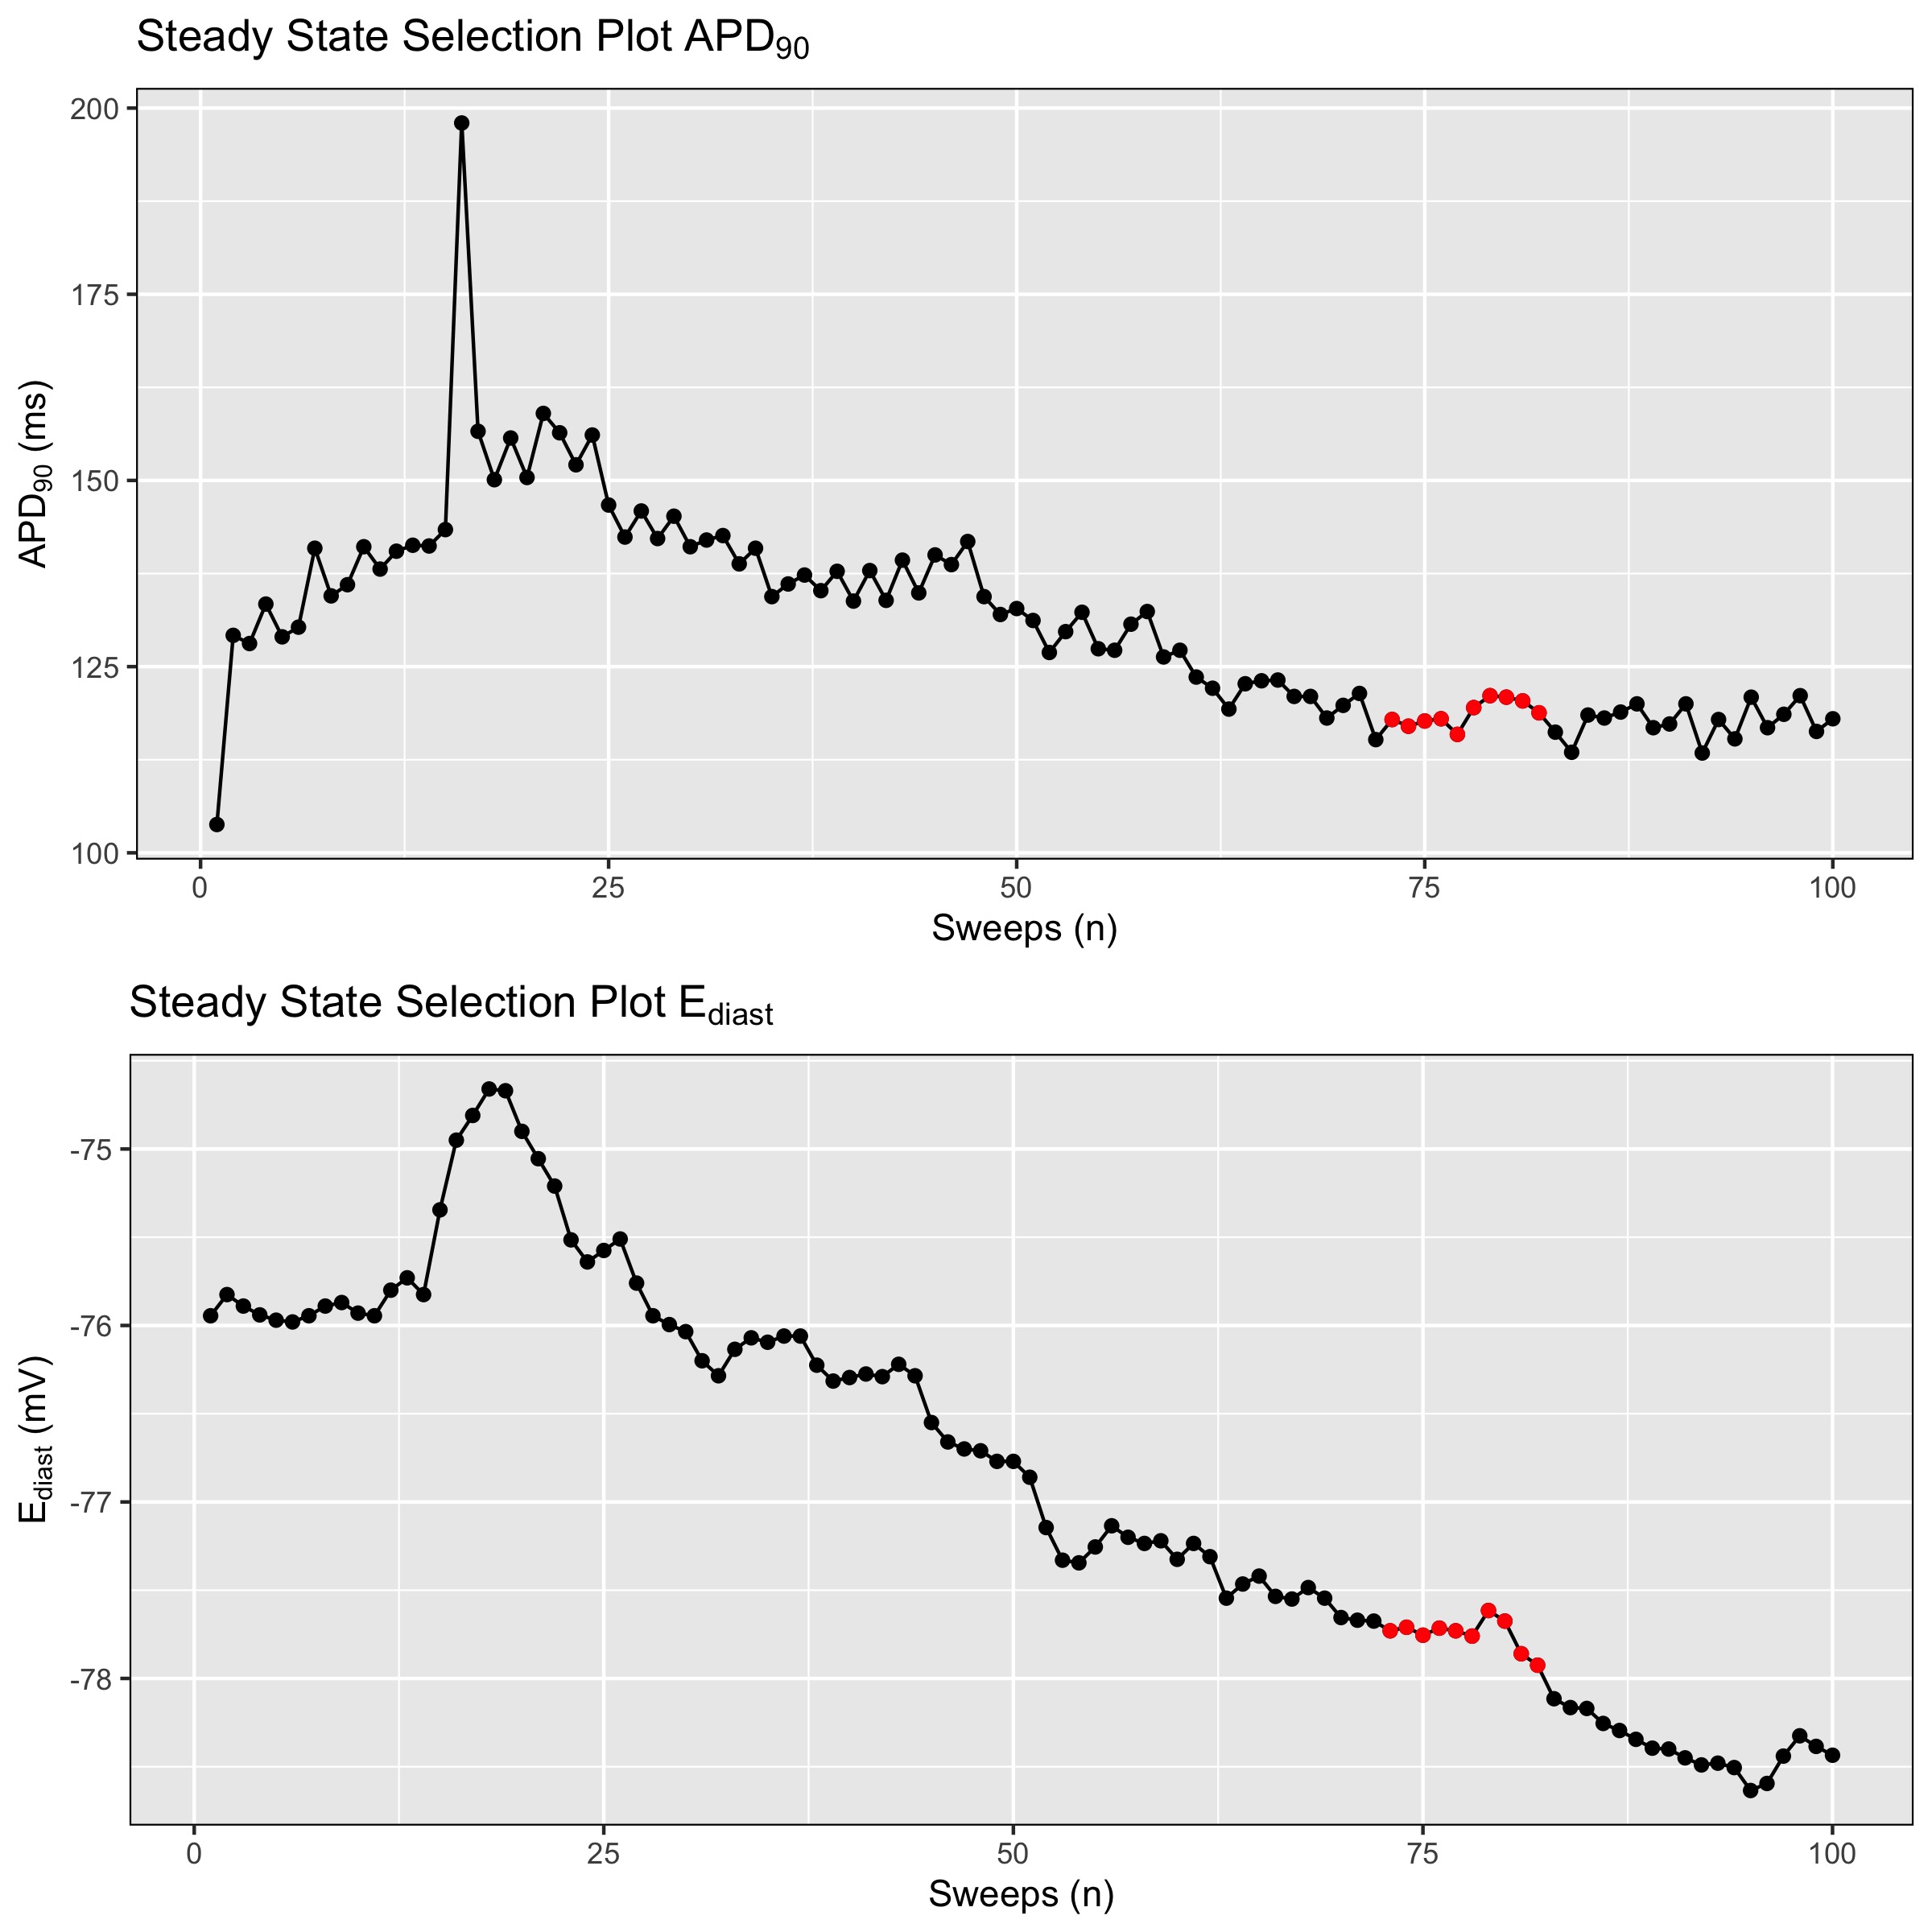 Steady State Selection Plot APD90
200
175
150
125
100
APD90 (ms)
0 25 50 75 100
Sweeps (n)
Steady State Selection Plot Ediast
-75
-76
-77
-78
Ediast (mV)
0 25 50 75 100
Sweeps (n)